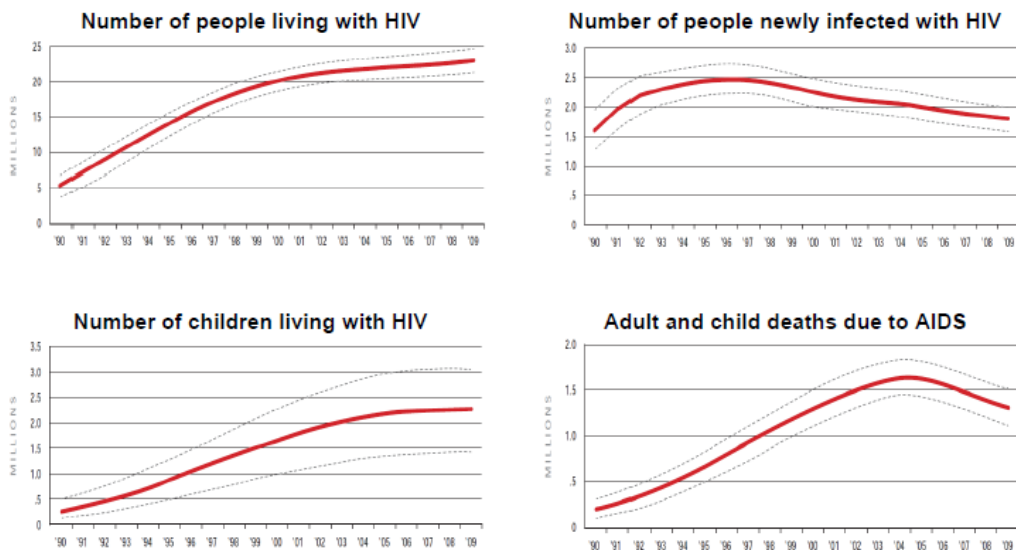 Number of people living with HIV
MILLIONS
25
20
15
10
5
0
'90 '91 '92 '93 '94 '95 '96 '97 '98 '99 '00 '01 '02 '03 '04 '05 '06 '07 '08 '09
Number of people newly infected with HIV
MILLIONS
3.0
2.5
2.0
1.5
1.0
.5
0
'90 '91 '92 '93 '94 '95 '96 '97 '98 '99 '00 '01 '02 '03 '04 '05 '06 '07 '08 '09
Number of children living with HIV
MILLIONS
3.5
3.0
2.5
2.0
1.5
1.0
.5
0
'90 '91 '92 '93 '94 '95 '96 '97 '98 '99 '00 '01 '02 '03 '04 '05 '06 '07 '08 '09
Adult and child deaths due to AIDS
MILLIONS
2.0
1.5
1.0
.5
0
'90 '91 '92 '93 '94 '95 '96 '97 '98 '99 '00 '01 '02 '03 '04 '05 '06 '07 '08 '09